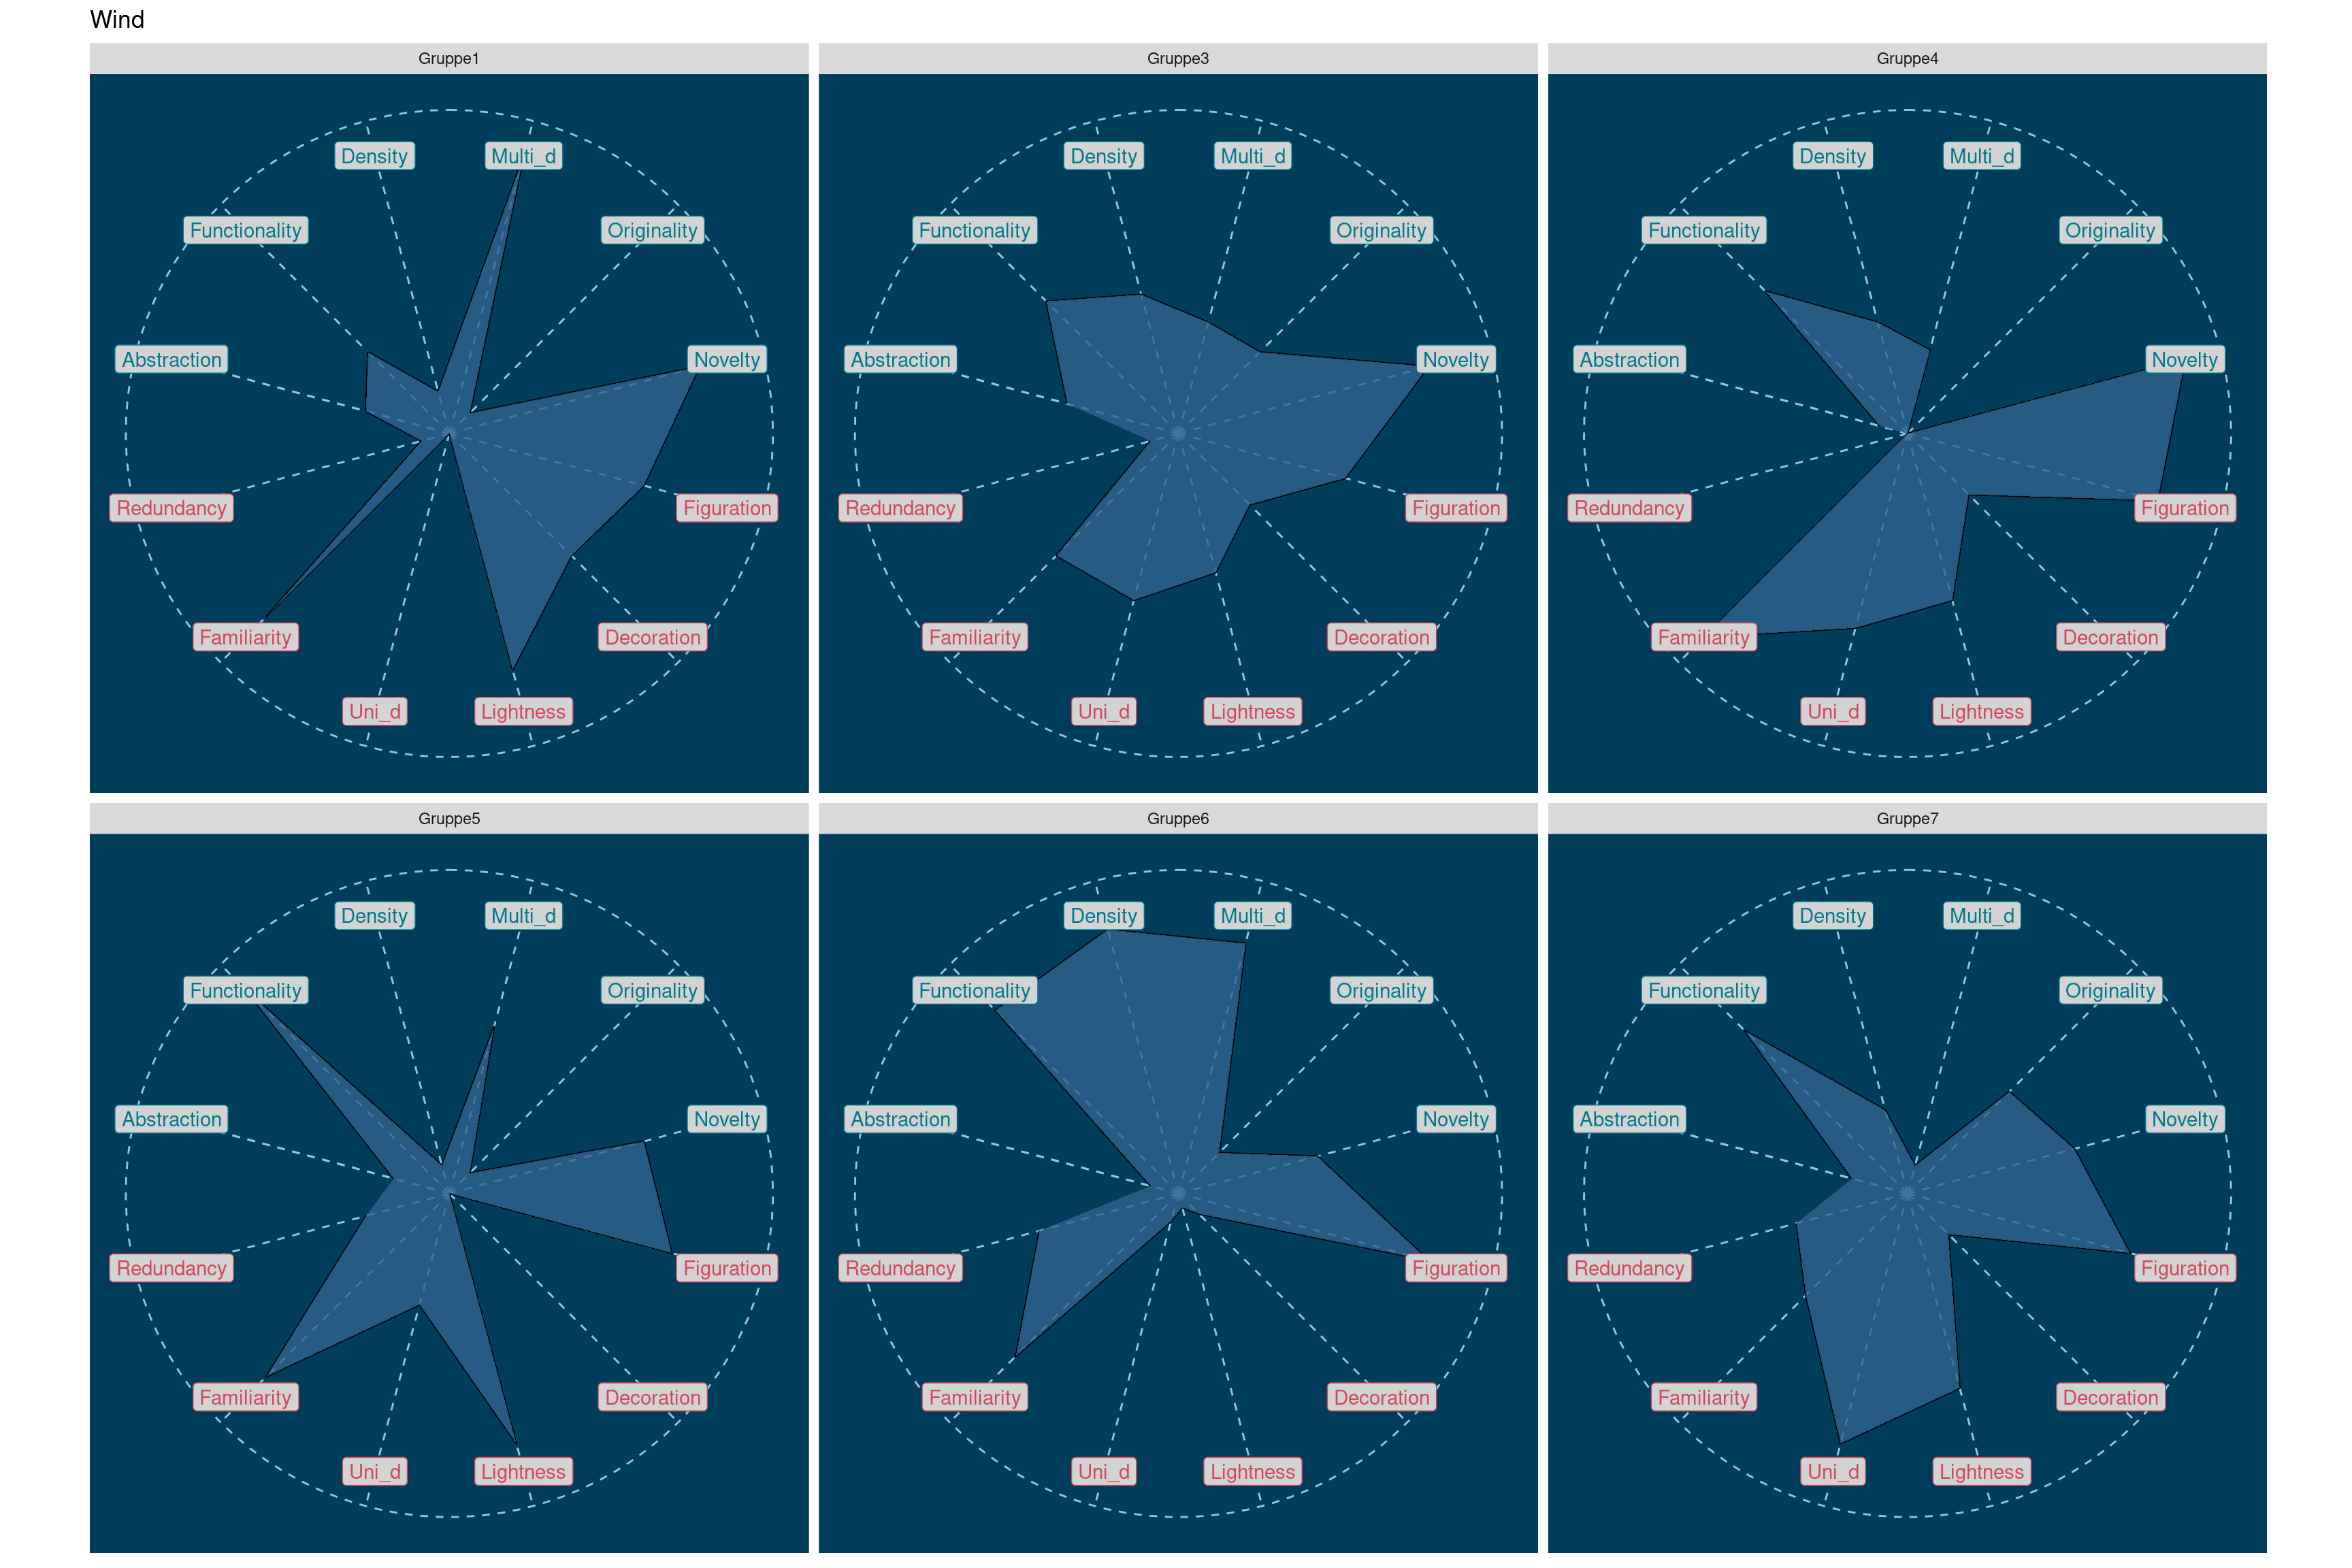 Wind
Gruppe1
Gruppe3
Gruppe4
Density Multi_d
Density Multi_d
Density Multi_d
Functionality Originality
Functionality Originality
Functionality Originality
Abstraction Novelty
Abstraction Novelty
Abstraction Novelty
Redundancy Figuration
Redundancy Figuration
Redundancy Figuration
Familiarity Decoration
Familiarity Decoration
Familiarity Decoration
Uni_d Lightness
Uni_d Lightness
Uni_d Lightness
Gruppe5
Gruppe6
Gruppe7
Density Multi_d
Density Multi_d
Density Multi_d
Functionality Originality
Functionality Originality
Functionality Originality
Abstraction Novelty
Abstraction Novelty
Abstraction Novelty
Redundancy Figuration
Redundancy Figuration
Redundancy Figuration
Familiarity Decoration
Familiarity Decoration
Familiarity Decoration
Uni_d Lightness
Uni_d Lightness
Uni_d Lightness